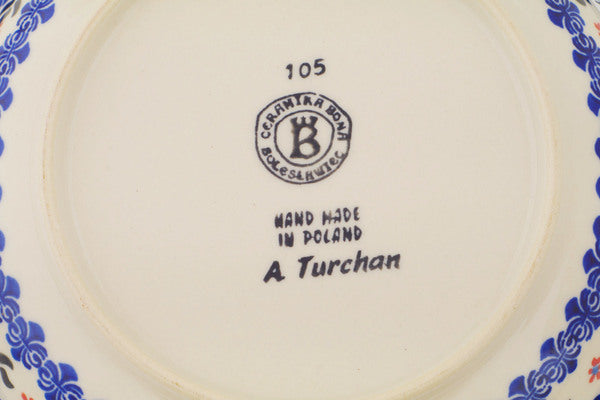 105
CERAMIKA BONA
BOLESŁAWIEC
B
HAND MADE
IN POLAND
A Turchan